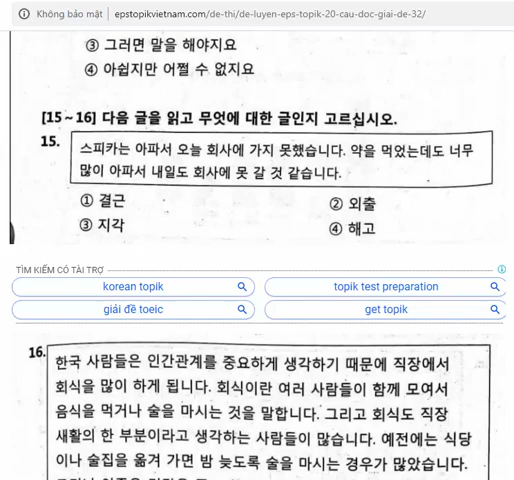 Không bảo mật | epstopikvietnam.com/de-thi/de-luyen-eps-topik-20-cau-doc-giai-de-32/
③ 그러면 말을 해야지요
④ 아쉽지만 어쩔 수 없지요
[15~16] 다음 글을 읽고 무엇에 대한 글인지 고르십시오.
15.
스피카는 아파서 오늘 회사에 가지 못했습니다. 약을 먹었는데도 너무
많이 아파서 내일도 회사에 못 갈 것 같습니다.
① 결근 ② 외출
③ 지각 ④ 해고
TÌM KIẾM CÓ TÀI TRỢ
korean topik topik test preparation
giải đề toeic get topik
16.
한국 사람들은 인간관계를 중요하게 생각하기 때문에 직장에서
회식을 많이 하게 됩니다. 회식이란 여러 사람들이 함께 모여서
음식을 먹거나 술을 마시는 것을 말합니다. 그리고 회식도 직장
새활의 한 부분이라고 생각하는 사람들이 많습니다. 예전에는 식당
이나 술집을 옮겨 가면 밤 늦도록 술을 마시는 경우가 많았습니다.